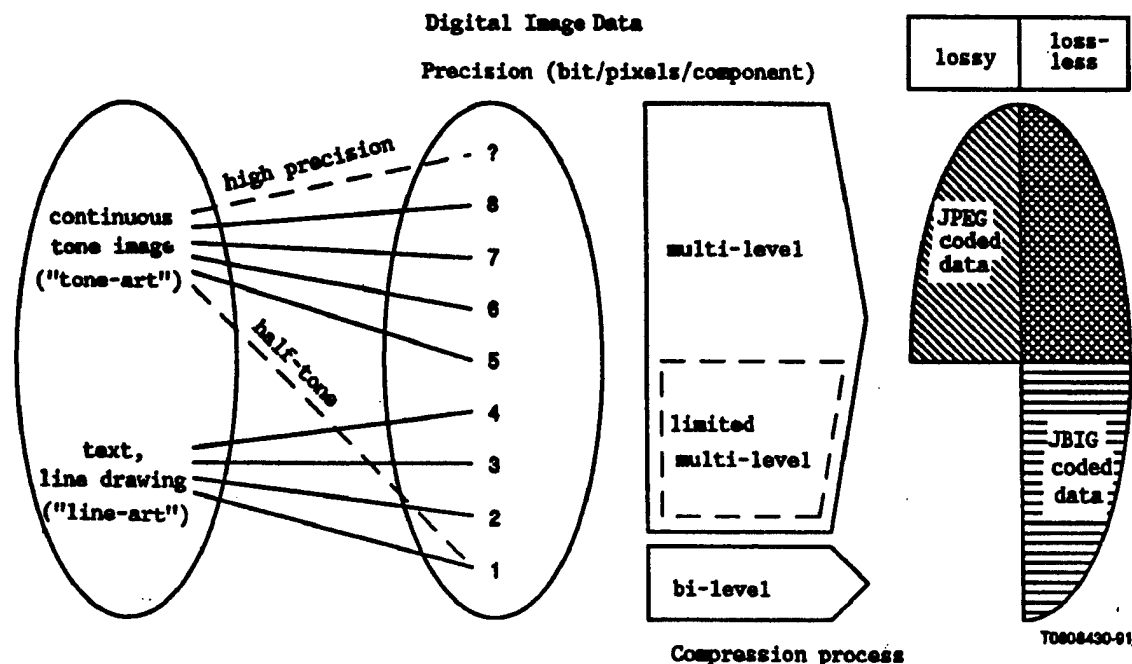 Digital Image Data
Precision (bit/pixels/component)
lossy
loss-
less
high precision
continuous
tone image
("tone-art")
half-tone
text,
line drawing
("line-art")
?
8
7
6
5
4
3
2
1
multi-level
limited
multi-level
bi-level
JPEG
coded
data
JBIG
coded
data
T0808430-91
Compression process